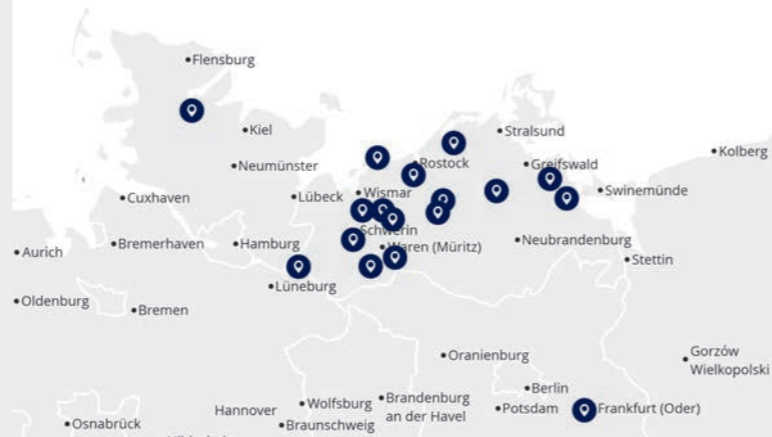 Flensburg
Kiel
Stralsund
Kolberg
Rostock
Greifswald
Neumünster
Swinemünde
Cuxhaven
Lübeck
Wismar
Schwerin
Aurich
Bremerhaven
Hamburg
Waren (Müritz)
Neubrandenburg
Stettin
Lüneburg
Oldenburg
Bremen
Oranienburg
Gorzów
Wielkopolski
Berlin
Hannover
Wolfsburg
Brandenburg
an der Havel
Potsdam
Frankfurt (Oder)
Osnabrück
Braunschweig